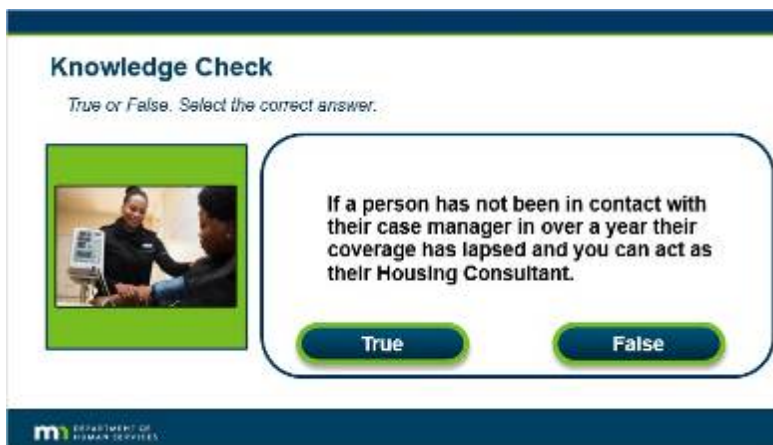 Knowledge Check
True or False. Select the correct answer.
If a person has not been in contact with
their case manager in over a year their
coverage has lapsed and you can act as
their Housing Consultant.
True
False
mn DEPARTMENT OF
HUMAN SERVICES